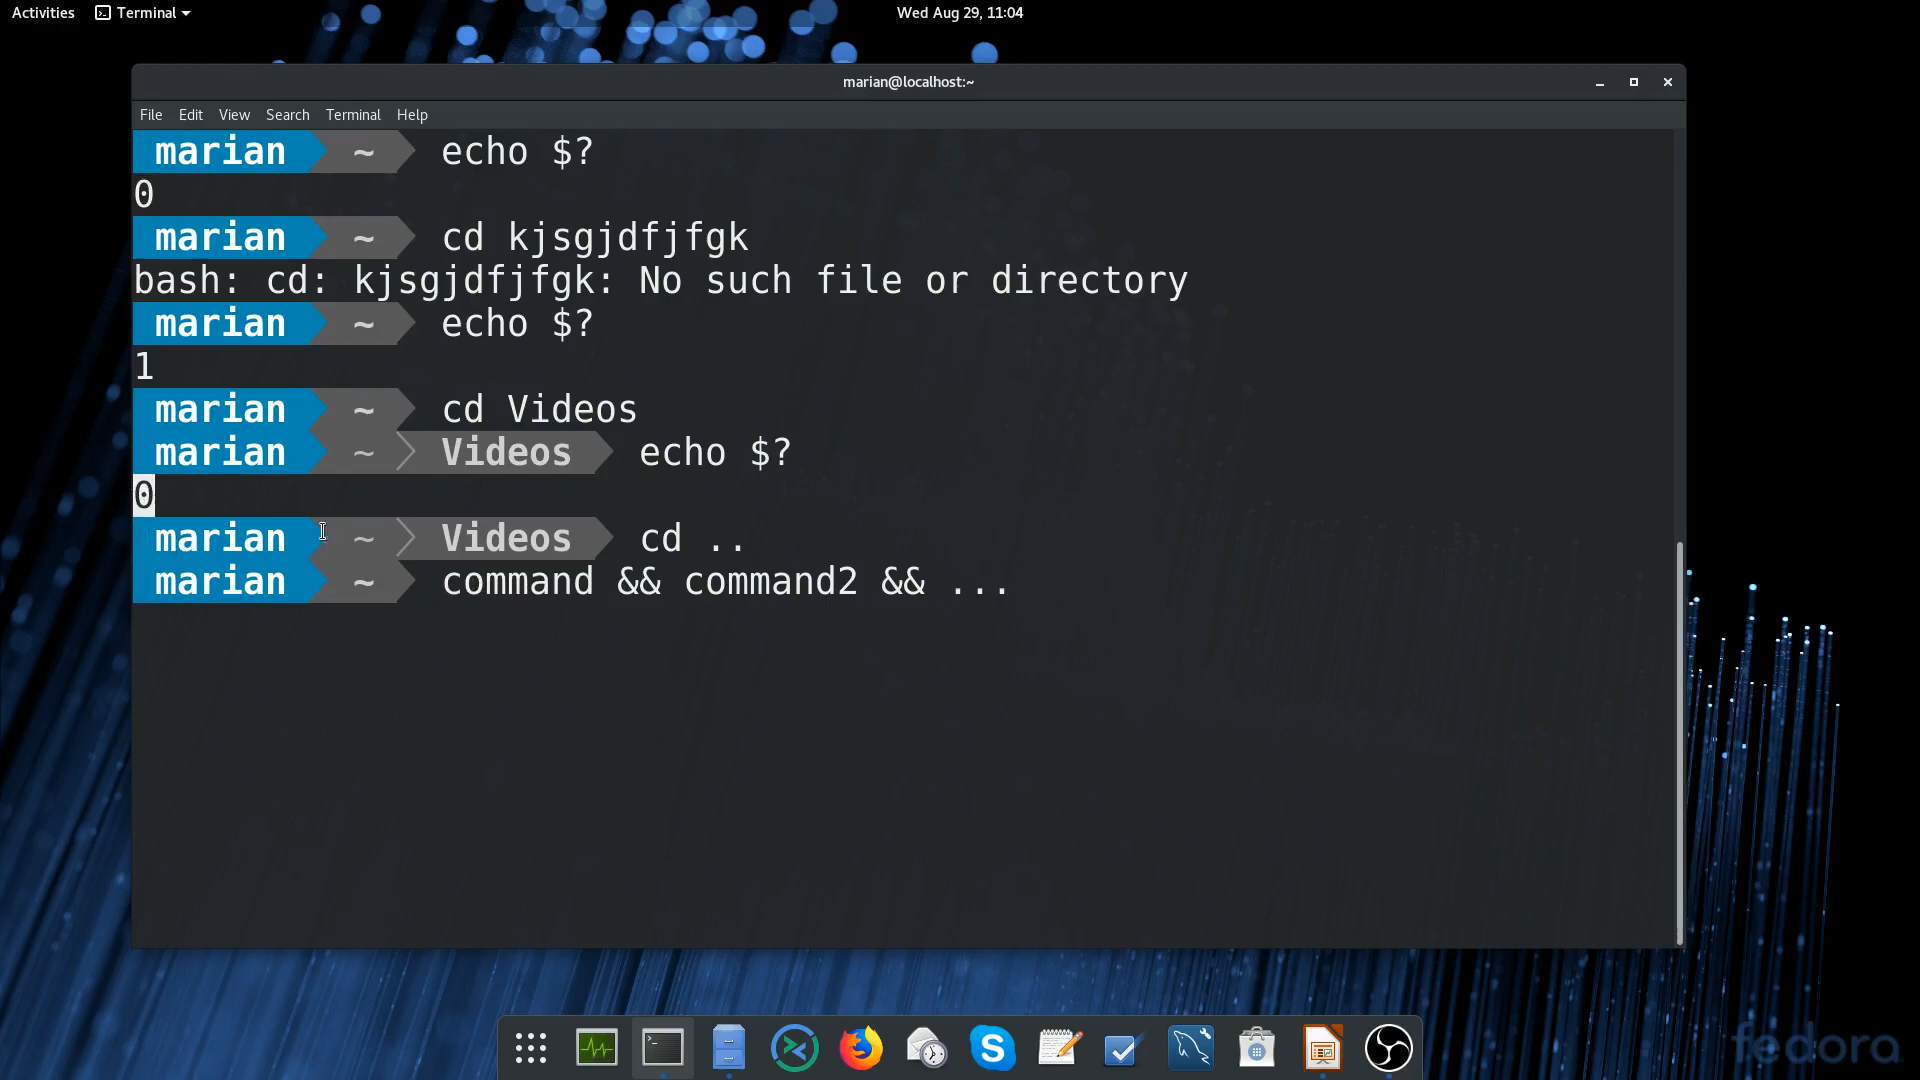 Activities Terminal Wed Aug 29, 11:04
marian@localhost:~
File Edit View Search Terminal Help
marian ~ echo $?
0
marian ~ cd kjsgjdfjfgk
bash: cd: kjsgjdfjfgk: No such file or directory
marian ~ echo $?
1
marian ~ cd Videos
marian ~ Videos echo $?
0
marian ~ Videos cd ..
marian ~ command && command2 && ...
S
fedora